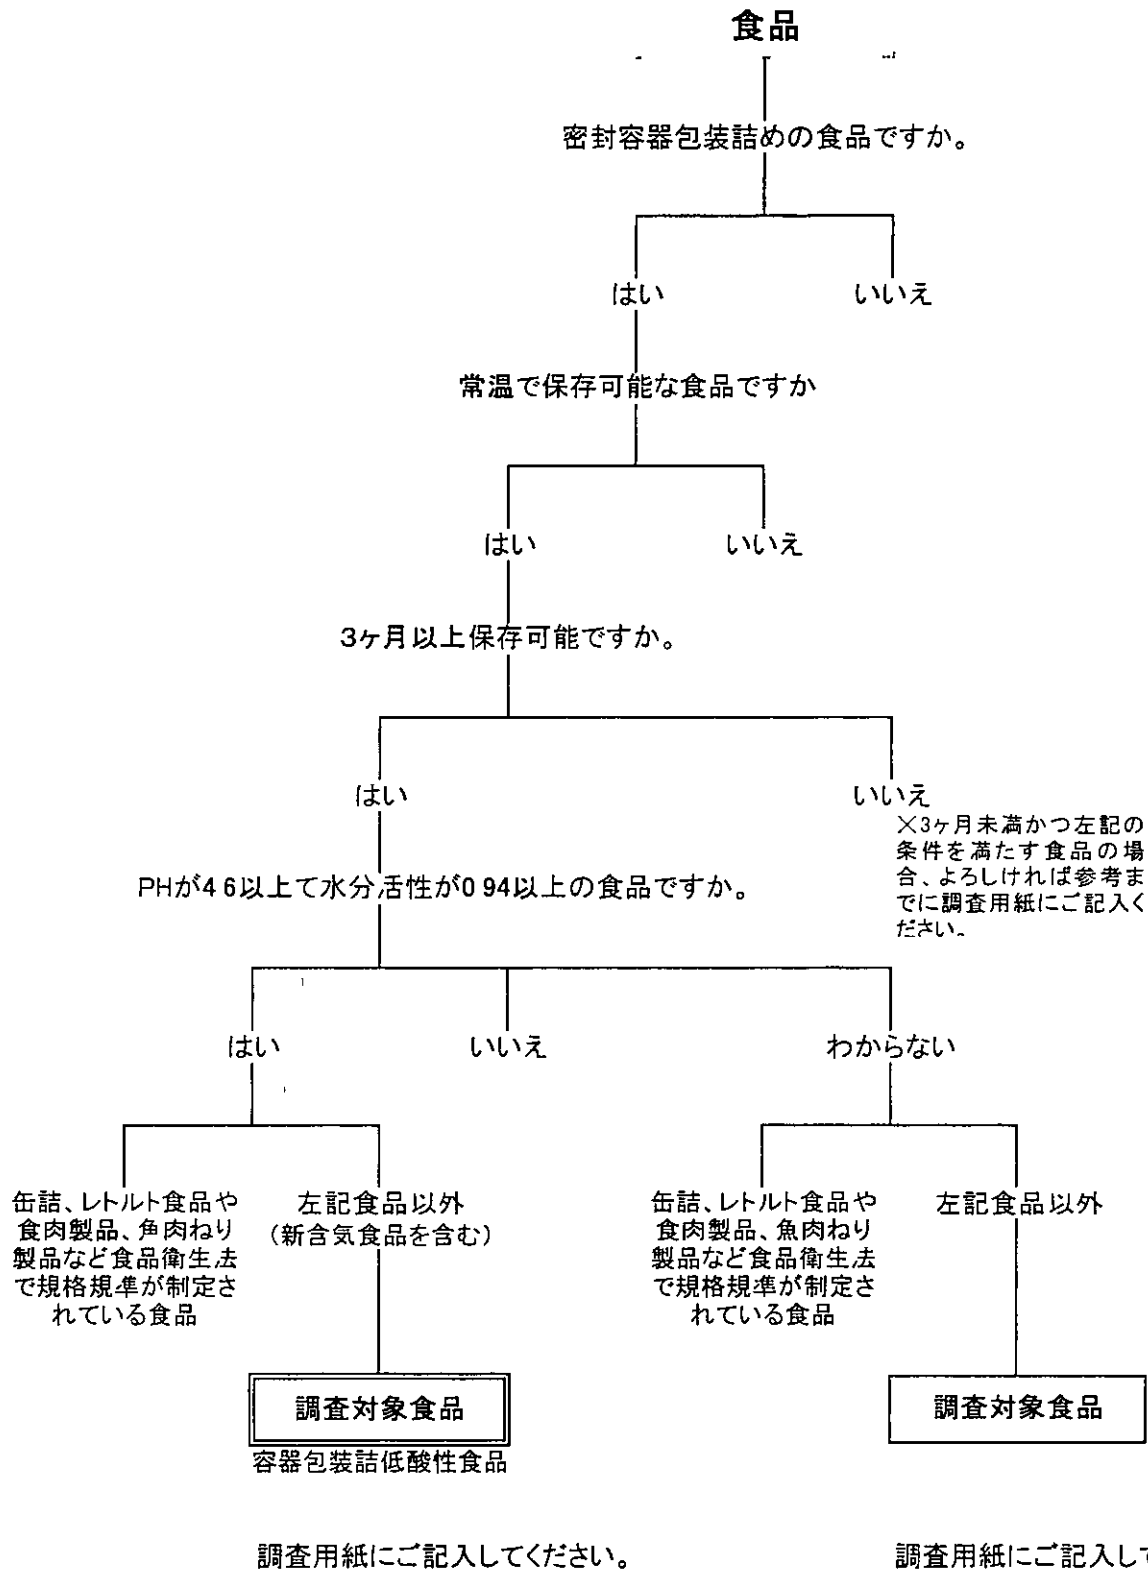 食品
密封容器包装詰めの食品ですか。
はい
いいえ
常温で保存可能な食品ですか
はい
いいえ
3ヶ月以上保存可能ですか。
はい
いいえ
×3ヶ月未満かつ左記の
条件を満たす食品の場
合、よろしければ参考ま
でに調査用紙にご記入く
ださい。
PHが4 6以上て水分活性が0 94以上の食品ですか。
はい
いいえ
わからない
缶詰、レトルト食品や
食肉製品、魚肉ねり
製品など食品衛生法
で規格規準が制定さ
れている食品
左記食品以外
(新含気食品を含む)
缶詰、レトルト食品や
食肉製品、魚肉ねり
製品など食品衛生法
で規格規準が制定さ
れている食品
左記食品以外
調査対象食品
容器包装詰低酸性食品
調査対象食品
調査用紙にご記入してください。
調査用紙にご記入して